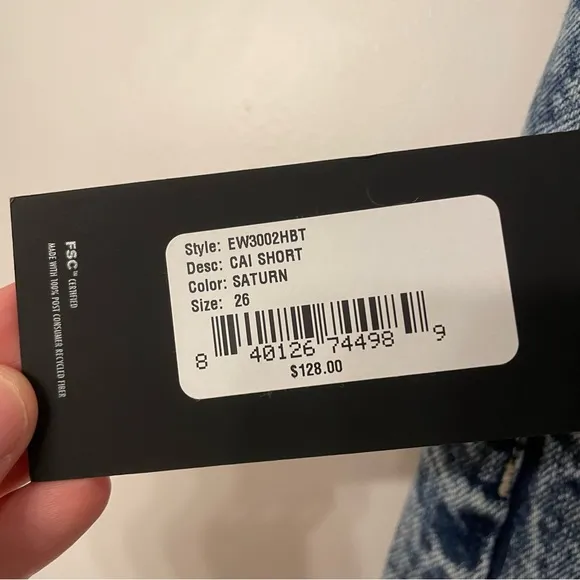 Style: EW3002HBT
Desc: CAI SHORT
Color: SATURN
Size: 26
8 40126 74498 9
$128.00
FSC™ CERTIFIED
MADE WITH 100% POST CONSUMER RECYCLED FIBER